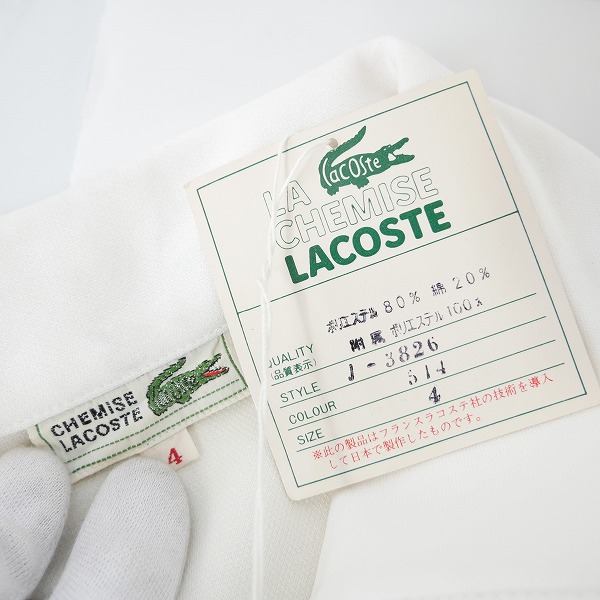 Lacoste
LA
CHEMISE
LACOSTE
ポリエステル 80% 綿 20%
QUALITY
(品質表示)
附属 ポリエステル 100%
STYLE J-3826
COLOUR 514
SIZE 4
※此の製品はフランスラコステ社の技術を導入
して日本で製作したものです。
CHEMISE
LACOSTE
4